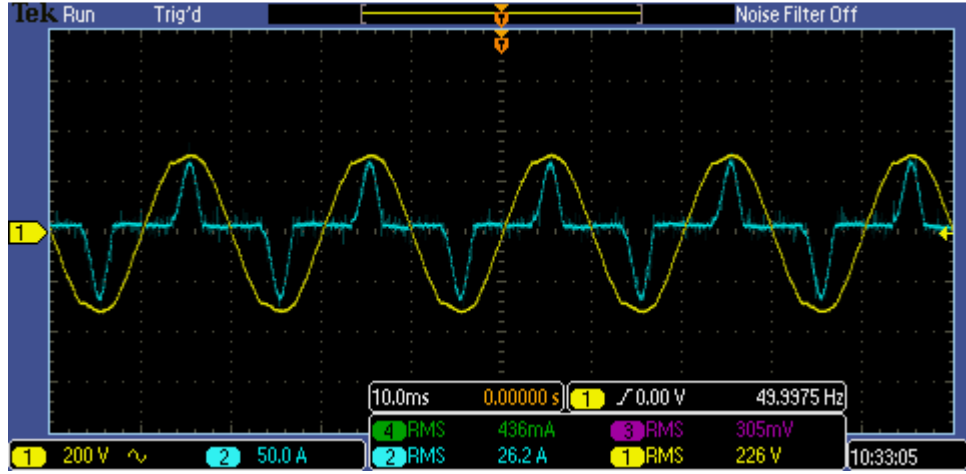 Tek Run Trig'd Noise Filter Off
T
T
1
10.0ms 0.00000 s 1 0.00 V 49.9975 Hz
4 RMS 436mA 3 RMS 305mV
1 200 V 2 50.0 A 2 RMS 26.2 A 1 RMS 226 V 10:33:05